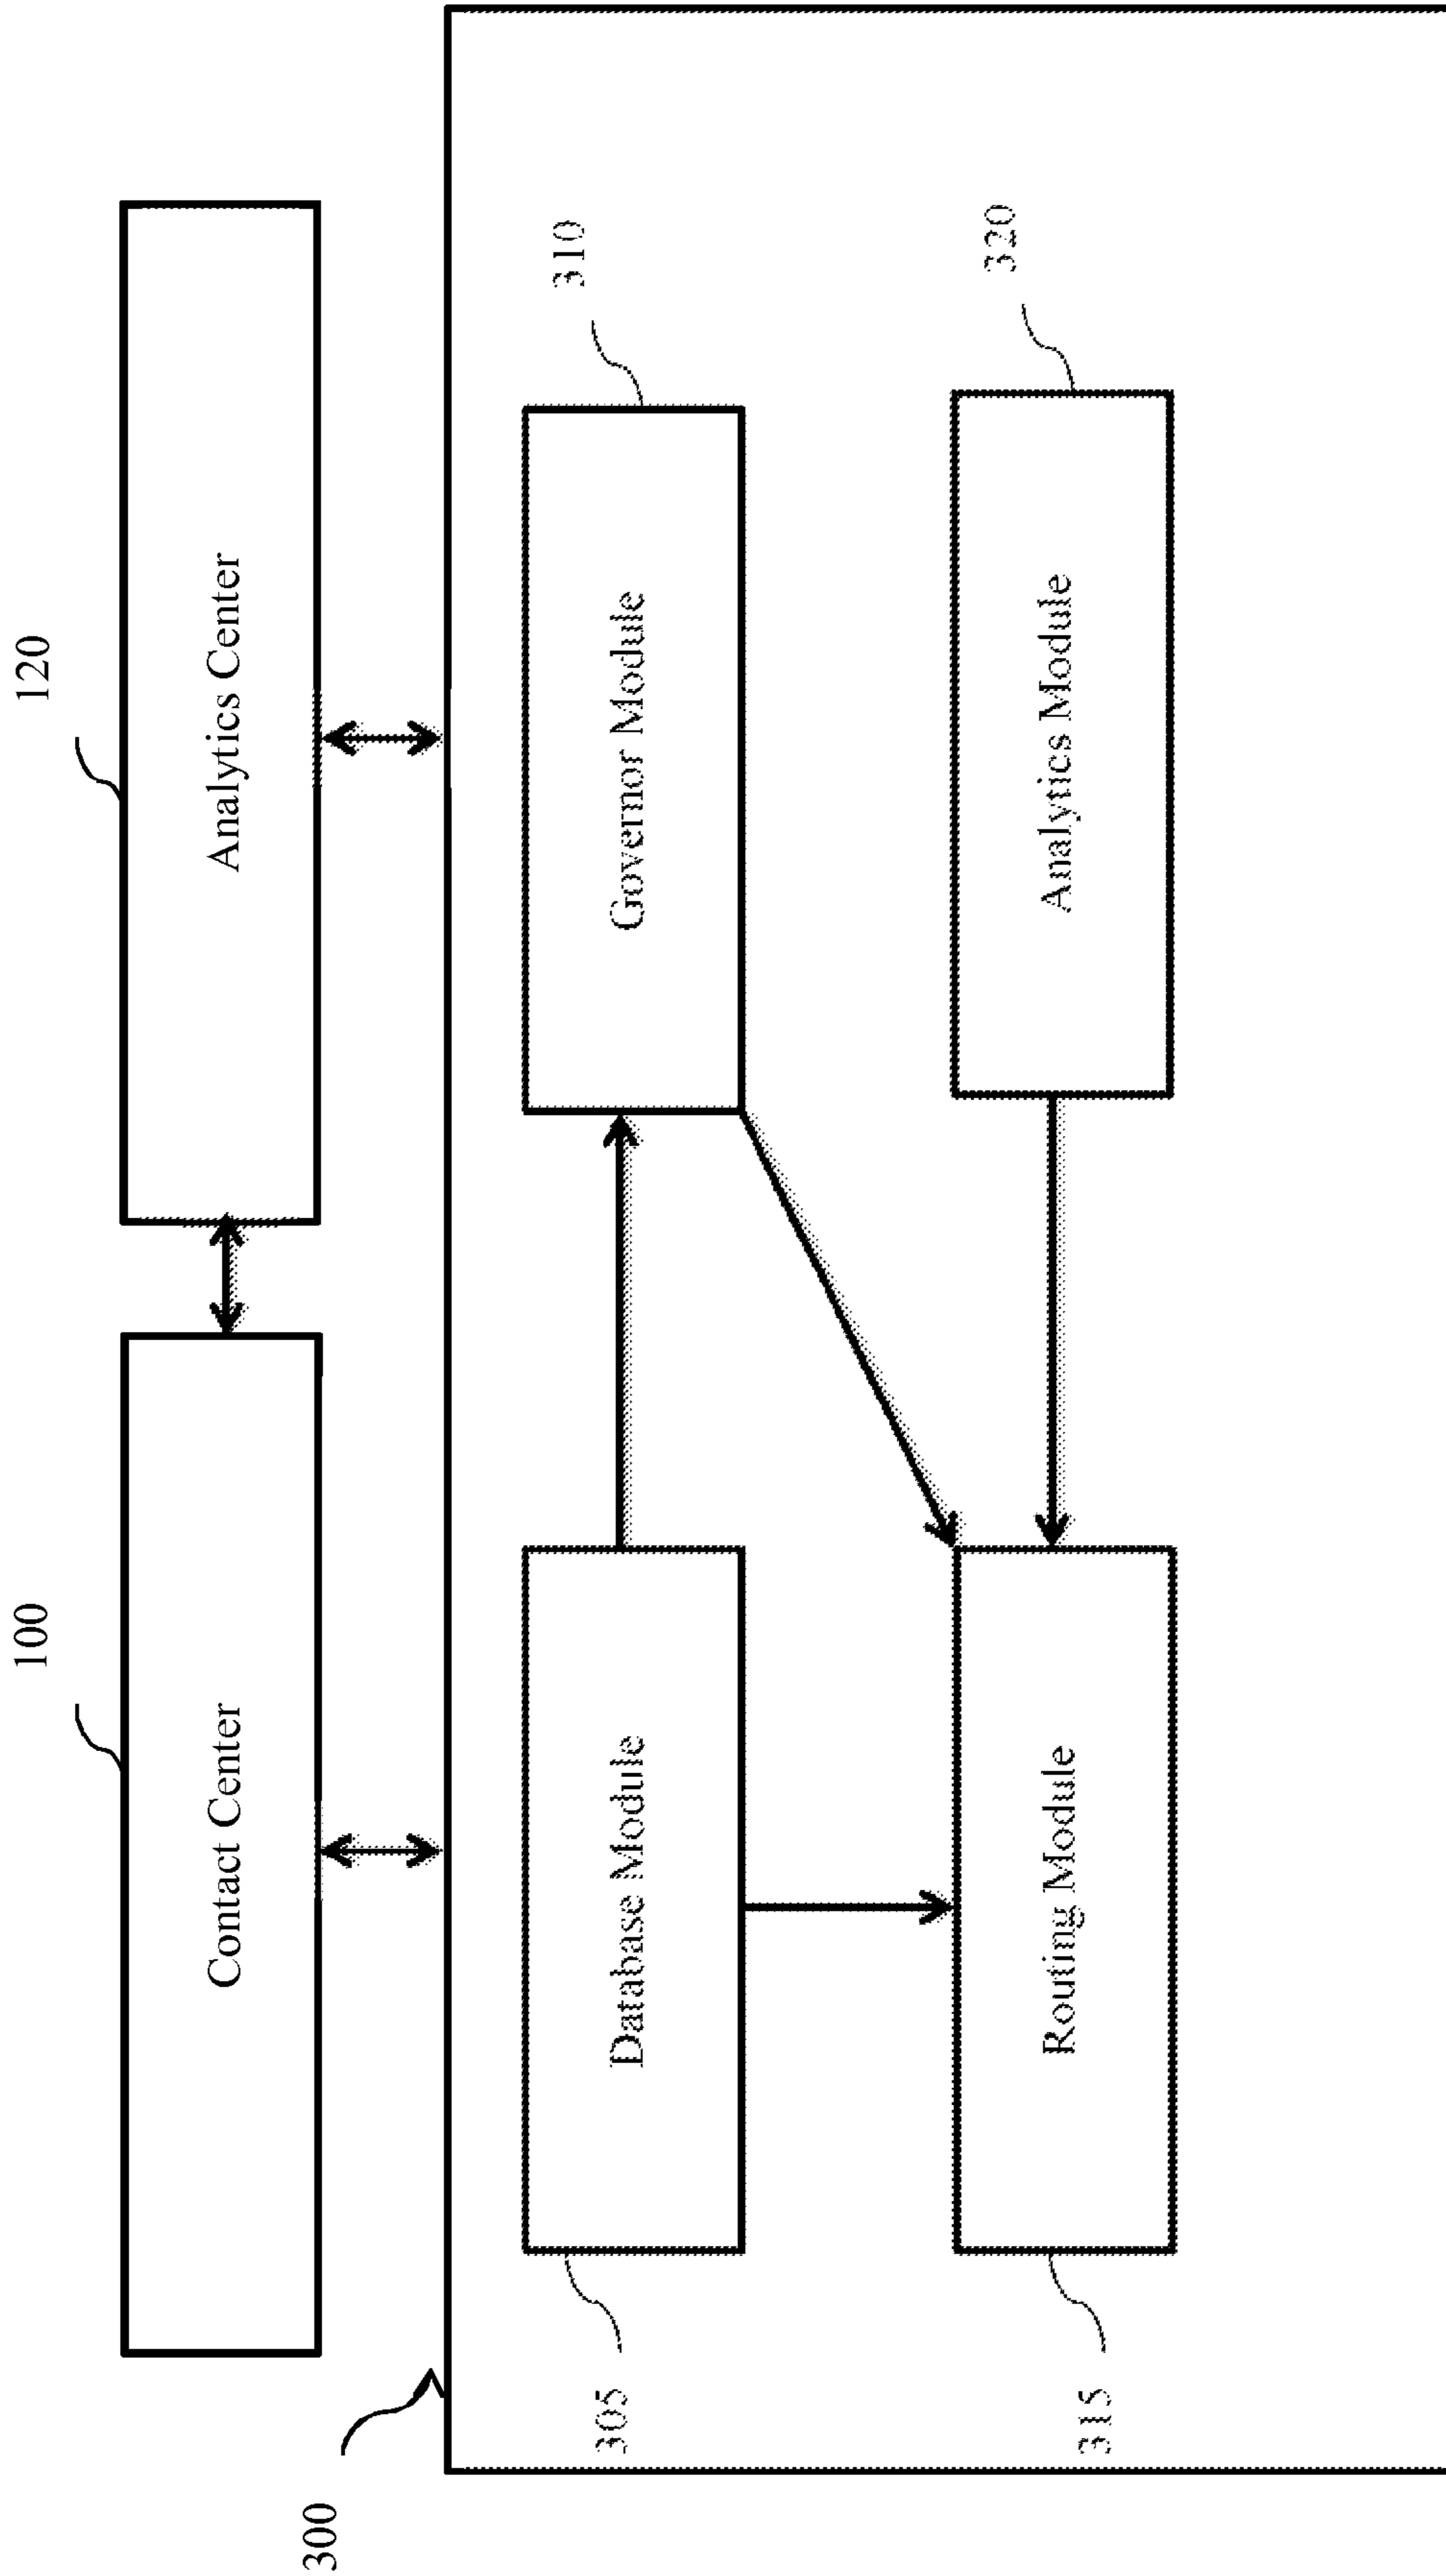 100
120
Contact Center
Analytics Center
300
305
Database Module
Governor Module
310
315
Routing Module
Analytics Module
320